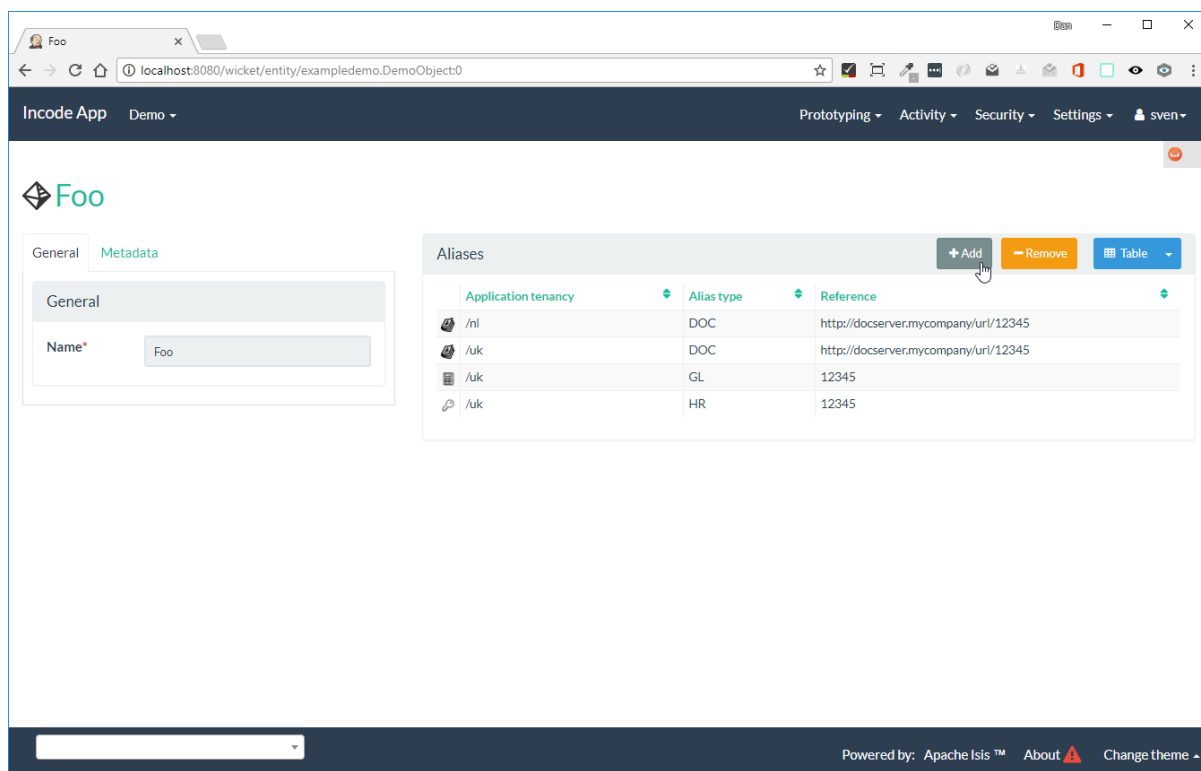 Dan
Foo
localhost:8080/wicket/entity/exampledemo.DemoObject:0
Incode App Demo Prototyping Activity Security Settings sven
Foo
General Metadata
General
Name* Foo
Aliases Add Remove Table
Application tenancy Alias type Reference
/nl DOC http://docserver.mycompany/url/12345
/uk DOC http://docserver.mycompany/url/12345
/uk GL 12345
/uk HR 12345
Powered by: Apache Isis ™ About Change theme